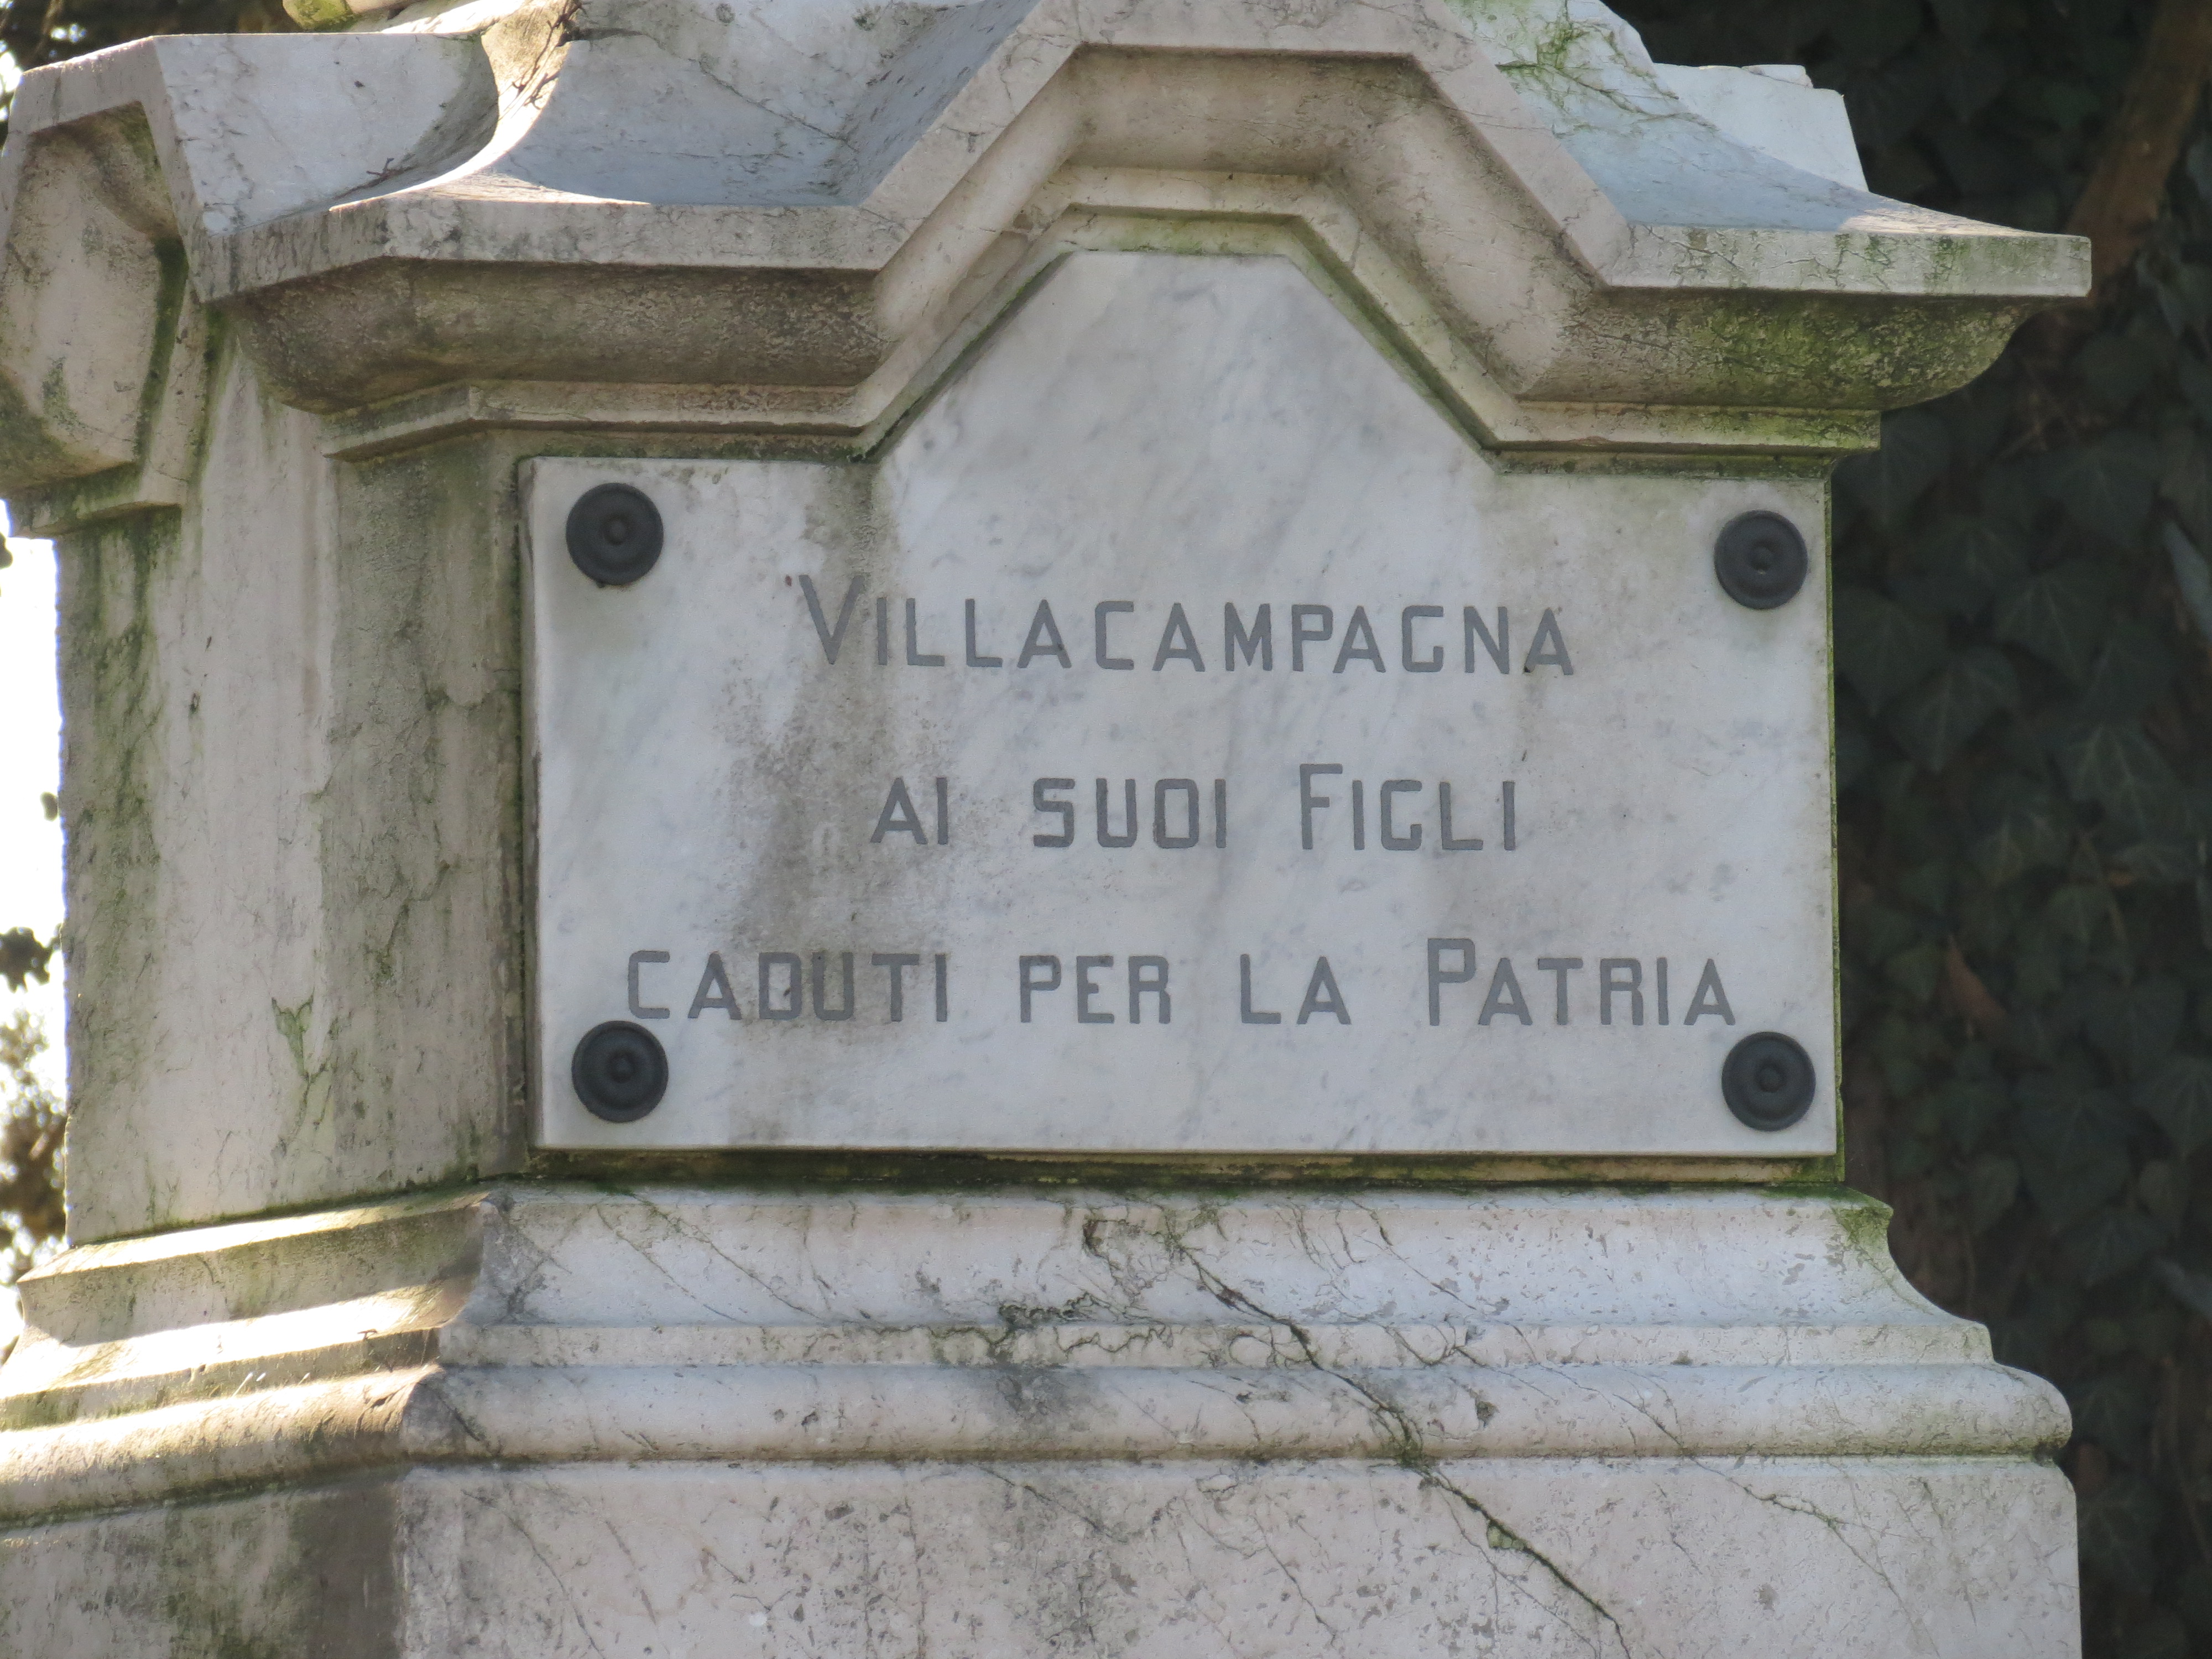 VILLACAMPAGNA
AI SUOI FIGLI
CADUTI PER LA PATRIA